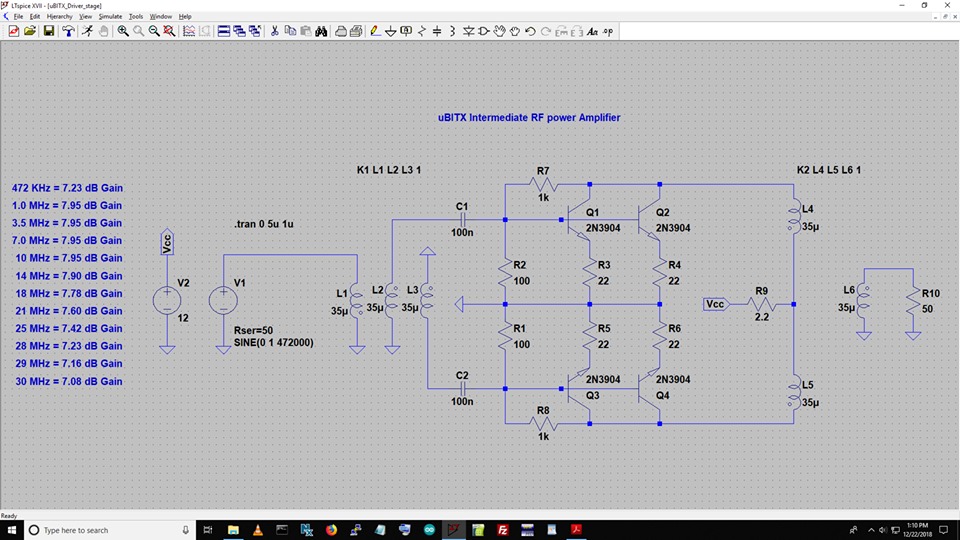 LTspice XVII - [uBITX_Driver_stage]
File Edit Hierarchy View Simulate Tools Window Help
uBITX Intermediate RF power Amplifier
K1 L1 L2 L3 1
R7
1k
K2 L4 L5 L6 1
472 KHz = 7.23 dB Gain
1.0 MHz = 7.95 dB Gain
3.5 MHz = 7.95 dB Gain
7.0 MHz = 7.95 dB Gain
10 MHz = 7.95 dB Gain
14 MHz = 7.90 dB Gain
18 MHz = 7.78 dB Gain
21 MHz = 7.60 dB Gain
25 MHz = 7.42 dB Gain
28 MHz = 7.23 dB Gain
29 MHz = 7.16 dB Gain
30 MHz = 7.08 dB Gain
.tran 0 5u 1u
Vcc
V2
12
V1
Rser=50
SINE(0 1 472000)
L1
35µ
L2
35µ
L3
35µ
C1
100n
C2
100n
Q1
2N3904
Q2
2N3904
R2
100
R3
22
R4
22
R1
100
R5
22
R6
22
2N3904
Q3
2N3904
Q4
R8
1k
Vcc
R9
2.2
L4
35µ
L5
35µ
L6
35µ
R10
50
Ready
Type here to search
1:10 PM
12/22/2018